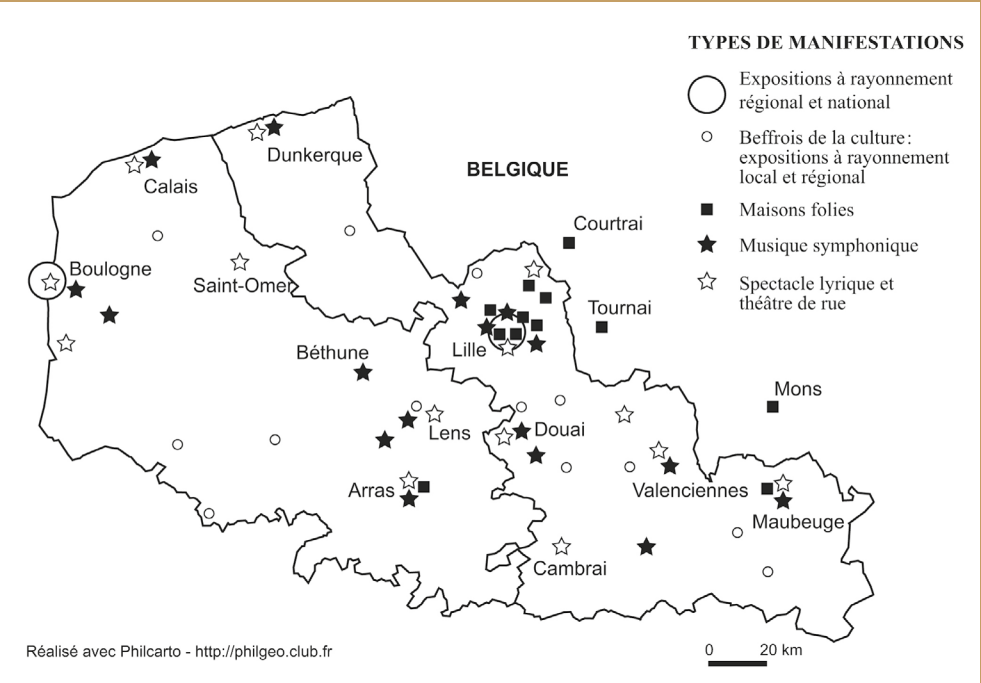 TYPES DE MANIFESTATIONS
Expositions à rayonnement
régional et national
Beffrois de la culture :
expositions à rayonnement
local et régional
Maisons folies
Musique symphonique
Spectacle lyrique et
théâtre de rue
Dunkerque
BELGIQUE
Calais
Courtrai
Boulogne
Saint-Omer
Tournai
Lille
Béthune
Mons
Lens
Douai
Arras
Valenciennes
Maubeuge
Cambrai
Réalisé avec Philcarto - http://philgeo.club.fr
0 20 km